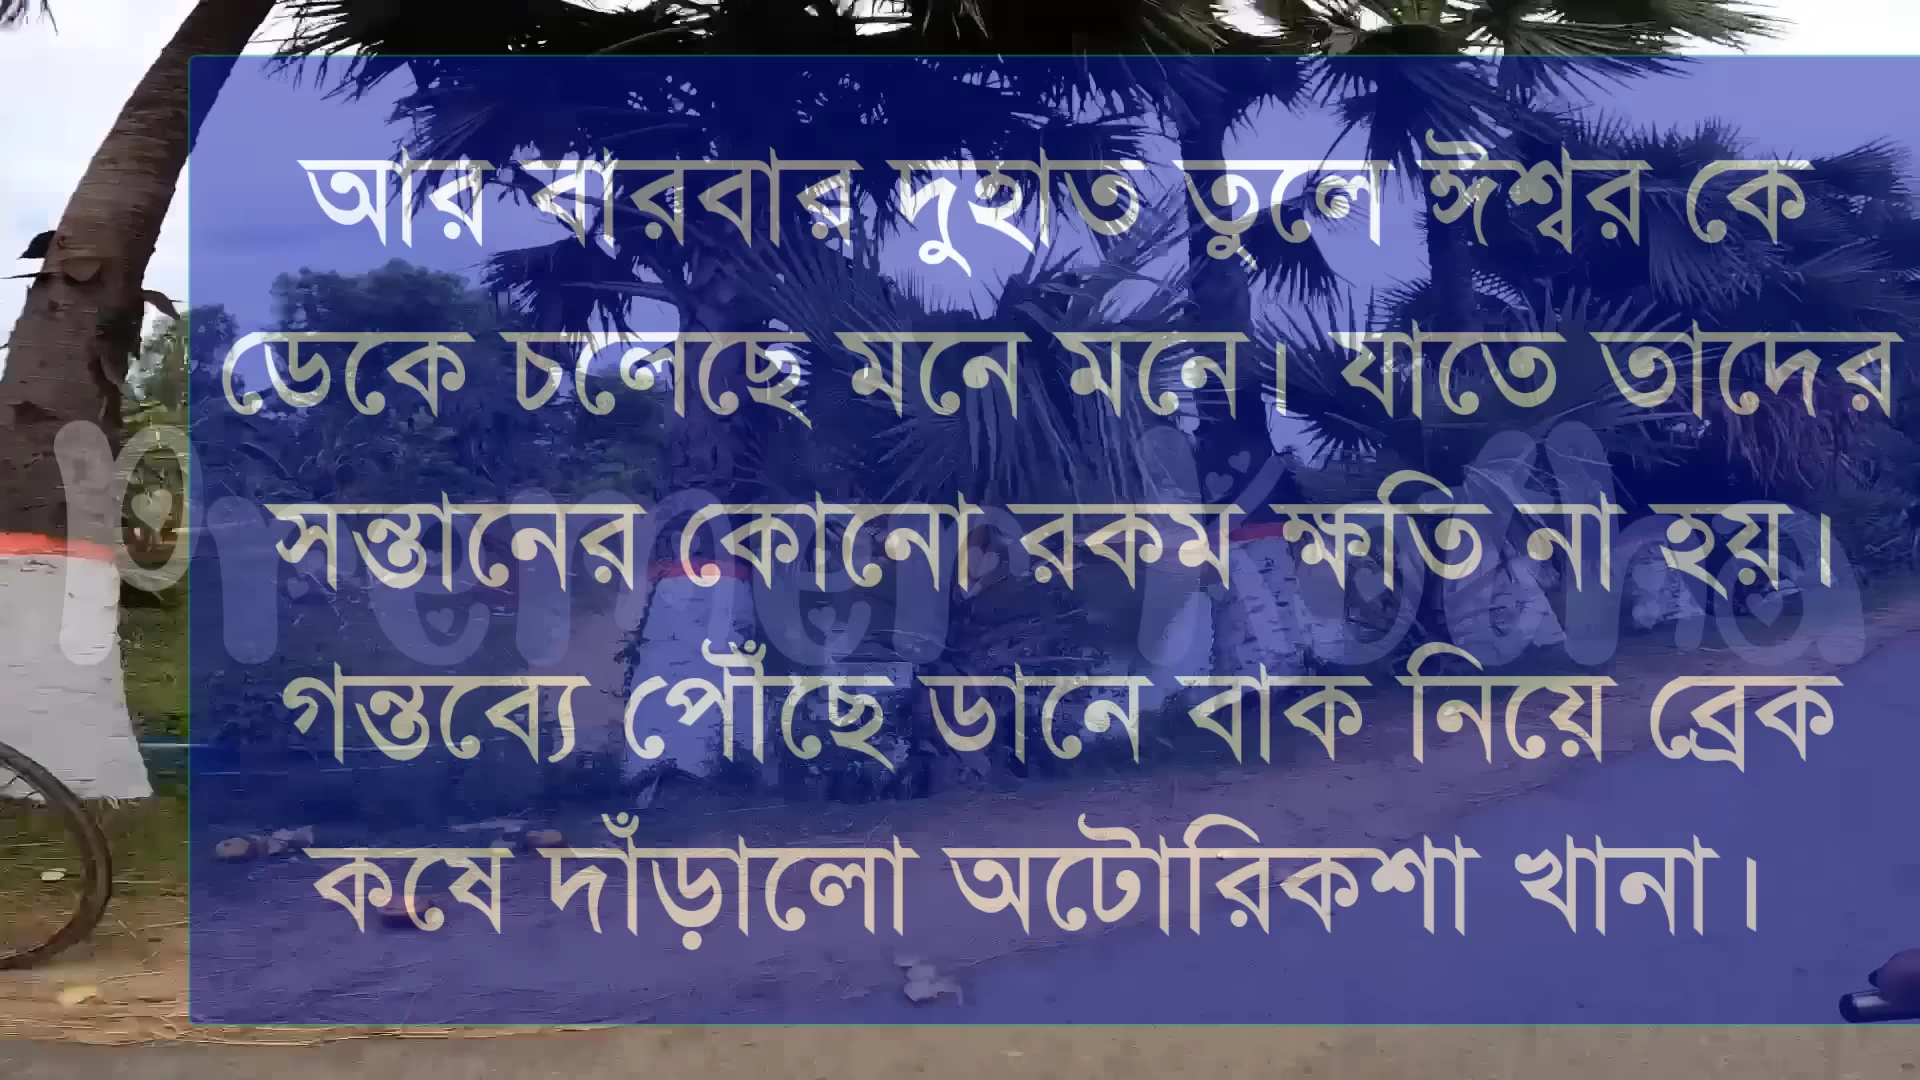 আর বারবার দুহাত তুলে ঈশ্বর কে
ডেকে চলেছে মনে মনে। যাতে তাদের
সন্তানের কোনো রকম ক্ষতি না হয়।
গন্তব্যে পৌঁছে ডানে বাক নিয়ে ব্রেক
কষে দাঁড়ালো অটোরিকশা খানা।